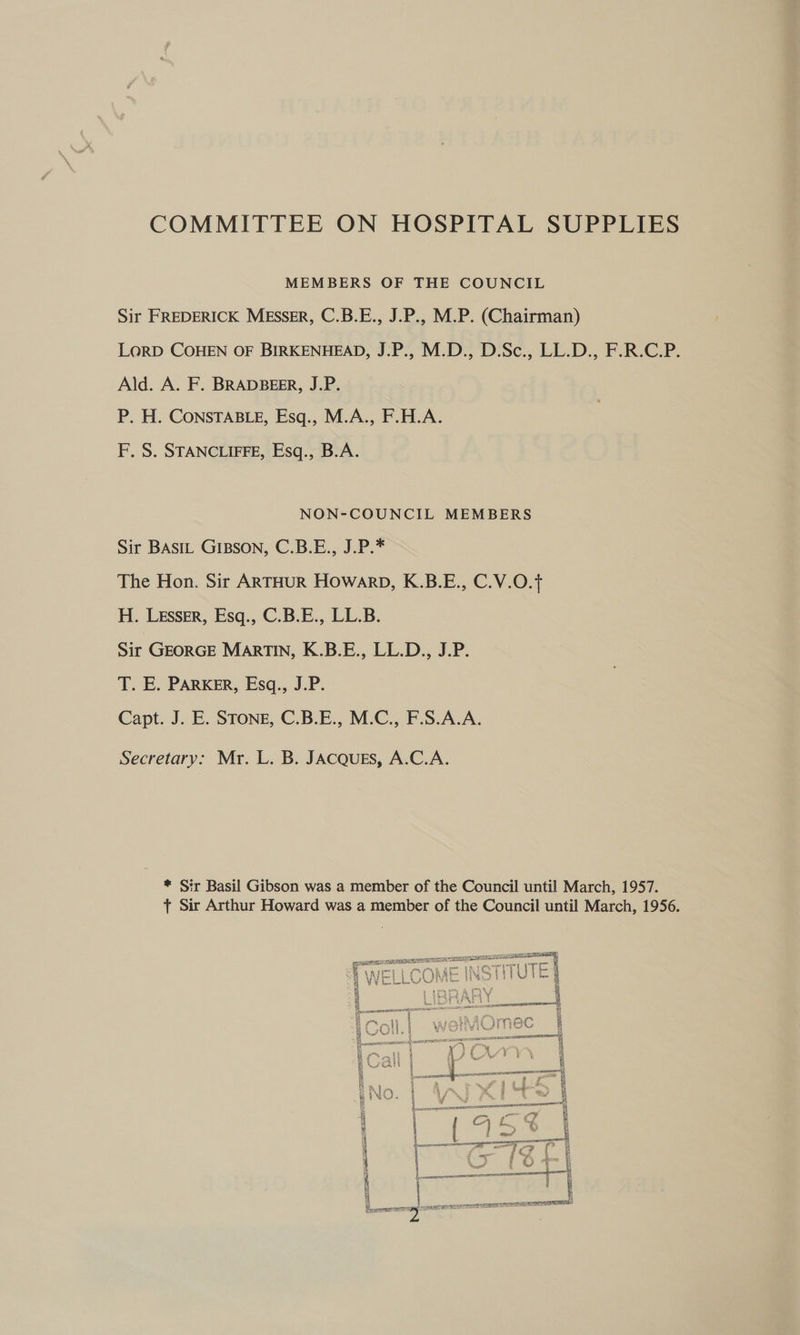 COMMITTEE ON HOSPITAL SUPPLIES
MEMBERS OF THE COUNCIL
Sir FREDERICK MESSER, C.B.E., J.P., M.P. (Chairman)
LORD COHEN OF BIRKENHEAD, J.P., M.D., D.Sc., LL.D., F.R.C.P.
Ald. A. F. BRADBEER, J.P.
P. H. CONSTABLE, Esq., M.A., F.H.A.
F. S. STANCLIFFE, Esq., B.A.
NON-COUNCIL MEMBERS
Sir BASIL GIBSON, C.B.E., J.P.*
The Hon. Sir ARTHUR HOWARD, K.B.E., C.V.O.†
H. LESSER, Esq., C.B.E., LL.B.
Sir GEORGE MARTIN, K.B.E., LL.D., J.P.
T. E. PARKER, Esq., J.P.
Capt. J. E. STONE, C.B.E., M.C., F.S.A.A.
Secretary: Mr. L. B. JACQUES, A.C.A.
* Sir Basil Gibson was a member of the Council until March, 1957.
† Sir Arthur Howard was a member of the Council until March, 1956.
WELLCOME INSTITUTE
LIBRARY
Coll. welMOmec
Call pam
No. WX145
1958
G78f
2